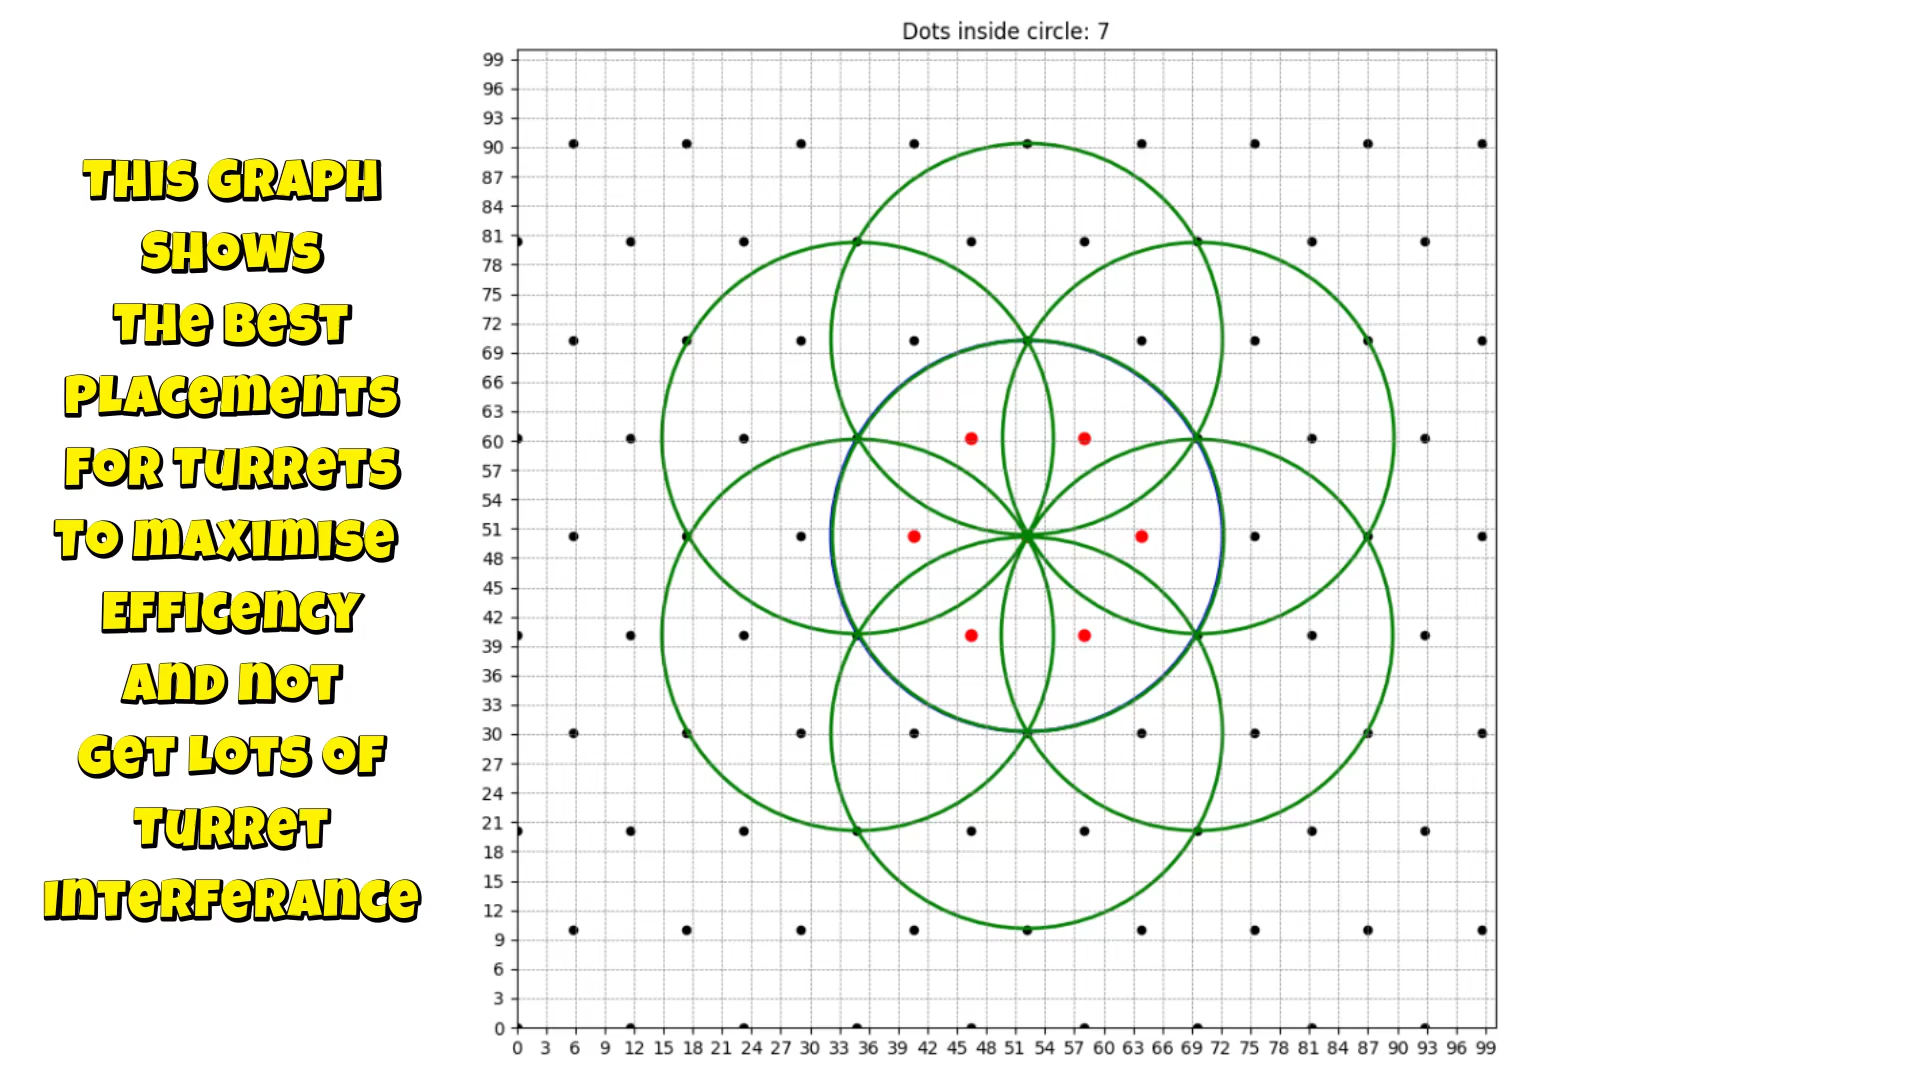 Dots inside circle: 7
THIS GRAPH
SHOWS
THE BEST
PLACEMENTS
FOR TURRETS
TO MAXIMISE
EFFICENCY
AND NOT
GET LOTS OF
TURRET
INTERFERANCE
99
96
93
90
87
84
81
78
75
72
69
66
63
60
57
54
51
48
45
42
39
36
33
30
27
24
21
18
15
12
9
6
3
0
0 3 6 9 12 15 18 21 24 27 30 33 36 39 42 45 48 51 54 57 60 63 66 69 72 75 78 81 84 87 90 93 96 99